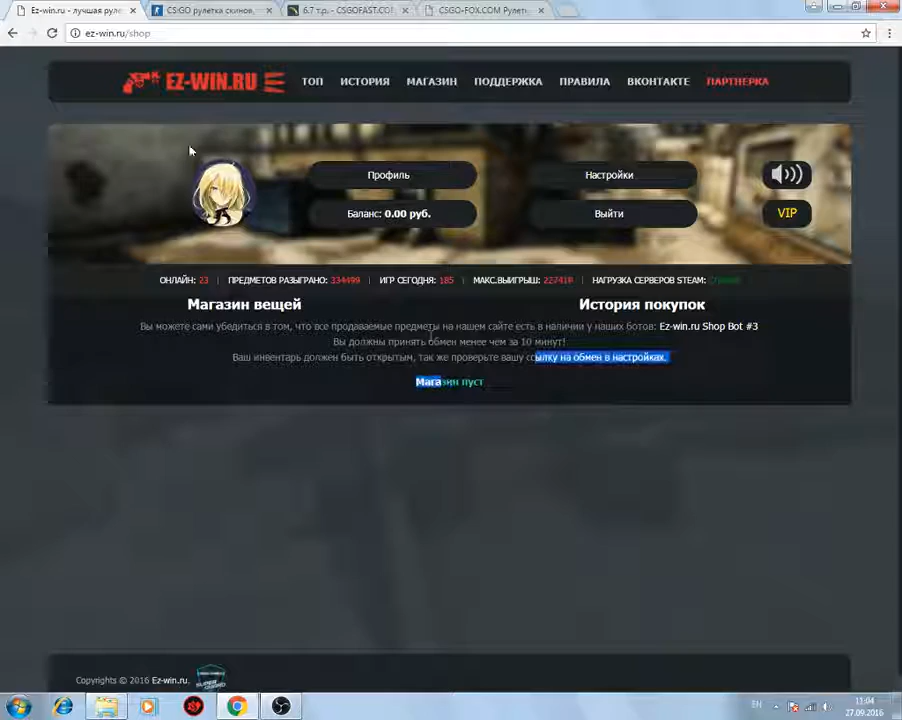 Ez-win.ru - лучшая руле
CS:GO рулетка скинов,
6.7 т.р. - CSGOFAST.COM
CSGO-FOX.COM Рулет
ez-win.ru/shop
EZ-WIN.RU
ТОП
ИСТОРИЯ
МАГАЗИН
ПОДДЕРЖКА
ПРАВИЛА
ВКОНТАКТЕ
ПАРТНЕРКА
Профиль
Настройки
Баланс: 0.00 руб.
Выйти
VIP
ОНЛАЙН: 23 | ПРЕДМЕТОВ РАЗЫГРАНО: 334499 | ИГР СЕГОДНЯ: 185 | МАКС.ВЫИГРЫШ: 22741Р | НАГРУЗКА СЕРВЕРОВ STEAM:
Магазин вещей
История покупок
Вы можете сами убедиться в том, что все продаваемые предметы на нашем сайте есть в наличии у наших ботов: Ez-win.ru Shop Bot #3
Вы должны принять обмен менее чем за 10 минут!
Ваш инвентарь должен быть открытым, так же проверьте вашу ссылку на обмен в настройках.
Магазин пуст
Copyrights © 2016 Ez-win.ru.
EN
11:04
27.09.2016